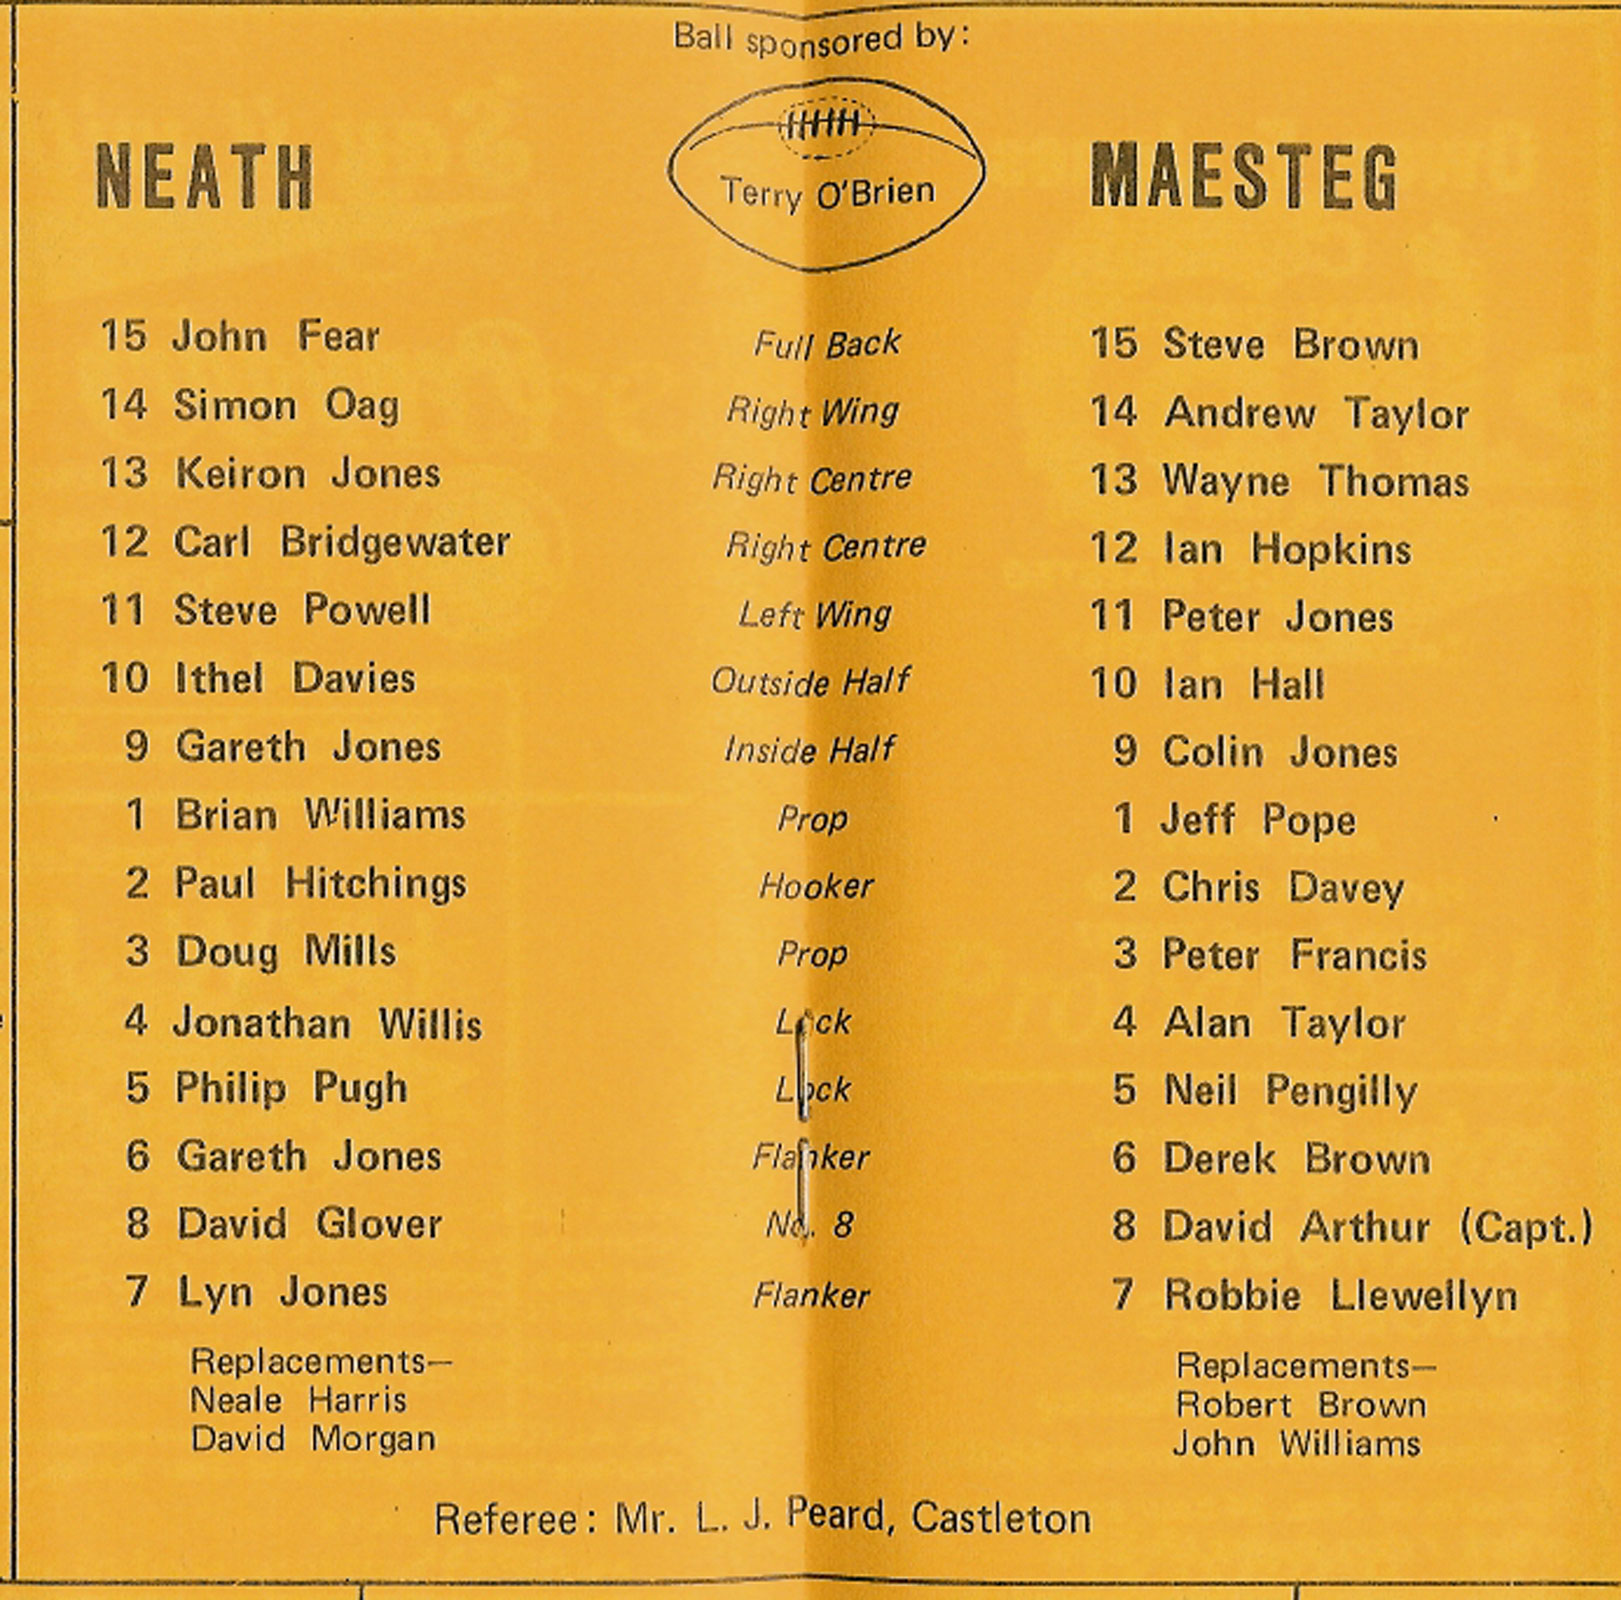 Ball sponsored by:
Terry O'Brien
NEATH MAESTEG
15 John Fear Full Back 15 Steve Brown
14 Simon Oag Right Wing 14 Andrew Taylor
13 Keiron Jones Right Centre 13 Wayne Thomas
12 Carl Bridgewater Right Centre 12 Ian Hopkins
11 Steve Powell Left Wing 11 Peter Jones
10 Ithel Davies Outside Half 10 Ian Hall
9 Gareth Jones Inside Half 9 Colin Jones
1 Brian Williams Prop 1 Jeff Pope
2 Paul Hitchings Hooker 2 Chris Davey
3 Doug Mills Prop 3 Peter Francis
4 Jonathan Willis Lock 4 Alan Taylor
5 Philip Pugh Lock 5 Neil Pengilly
6 Gareth Jones Flanker 6 Derek Brown
8 David Glover No. 8 8 David Arthur (Capt.)
7 Lyn Jones Flanker 7 Robbie Llewellyn
Replacements— Replacements—
Neale Harris Robert Brown
David Morgan John Williams
Referee: Mr. L. J. Peard, Castleton